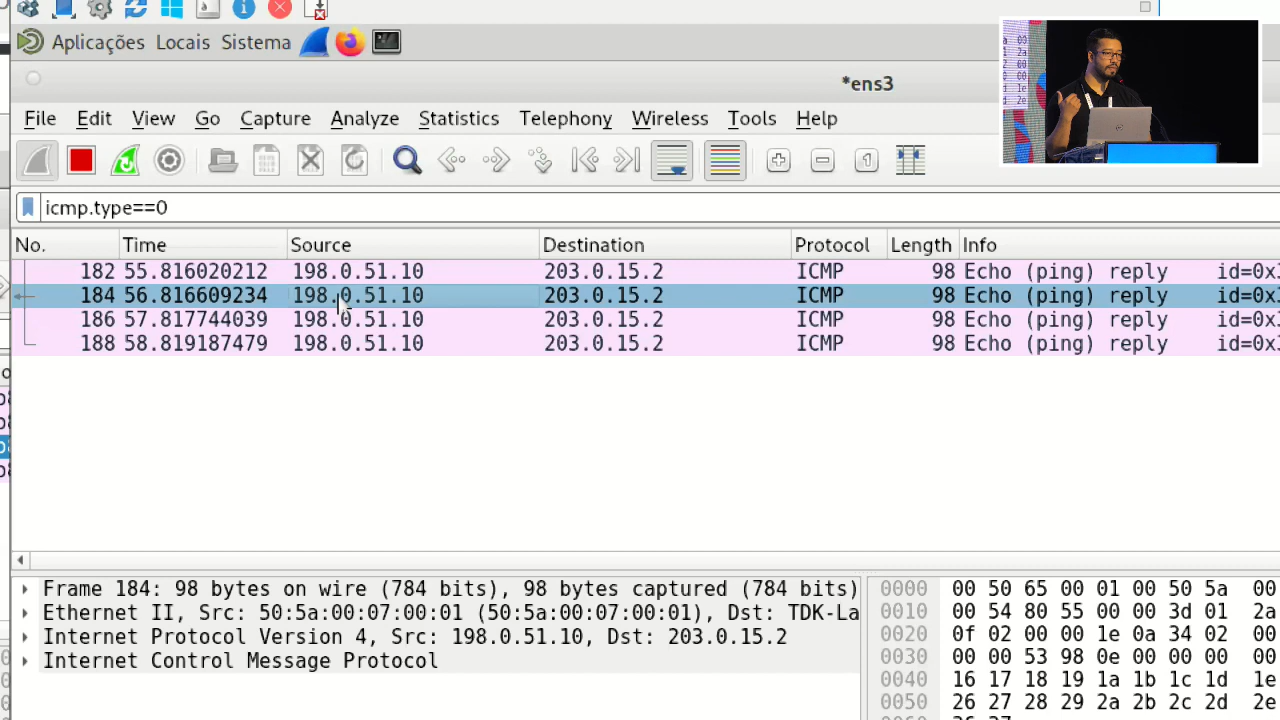 Aplicações Locais Sistema
*ens3
File Edit View Go Capture Analyze Statistics Telephony Wireless Tools Help
icmp.type==0
No. Time Source Destination Protocol Length Info
182 55.816020212 198.0.51.10 203.0.15.2 ICMP 98 Echo (ping) reply id=0x
184 56.816609234 198.0.51.10 203.0.15.2 ICMP 98 Echo (ping) reply id=0x
186 57.817744039 198.0.51.10 203.0.15.2 ICMP 98 Echo (ping) reply id=0x
188 58.819187479 198.0.51.10 203.0.15.2 ICMP 98 Echo (ping) reply id=0x
Frame 184: 98 bytes on wire (784 bits), 98 bytes captured (784 bits)
Ethernet II, Src: 50:5a:00:07:00:01 (50:5a:00:07:00:01), Dst: TDK-La
Internet Protocol Version 4, Src: 198.0.51.10, Dst: 203.0.15.2
Internet Control Message Protocol
0000 00 50 65 00 01 00 50 5a 00
0010 00 54 80 55 00 00 3d 01 2a
0020 0f 02 00 00 1e 0a 34 02 00
0030 00 00 53 98 0e 00 00 00 00
0040 16 17 18 19 1a 1b 1c 1d 1e
0050 26 27 28 29 2a 2b 2c 2d 2e